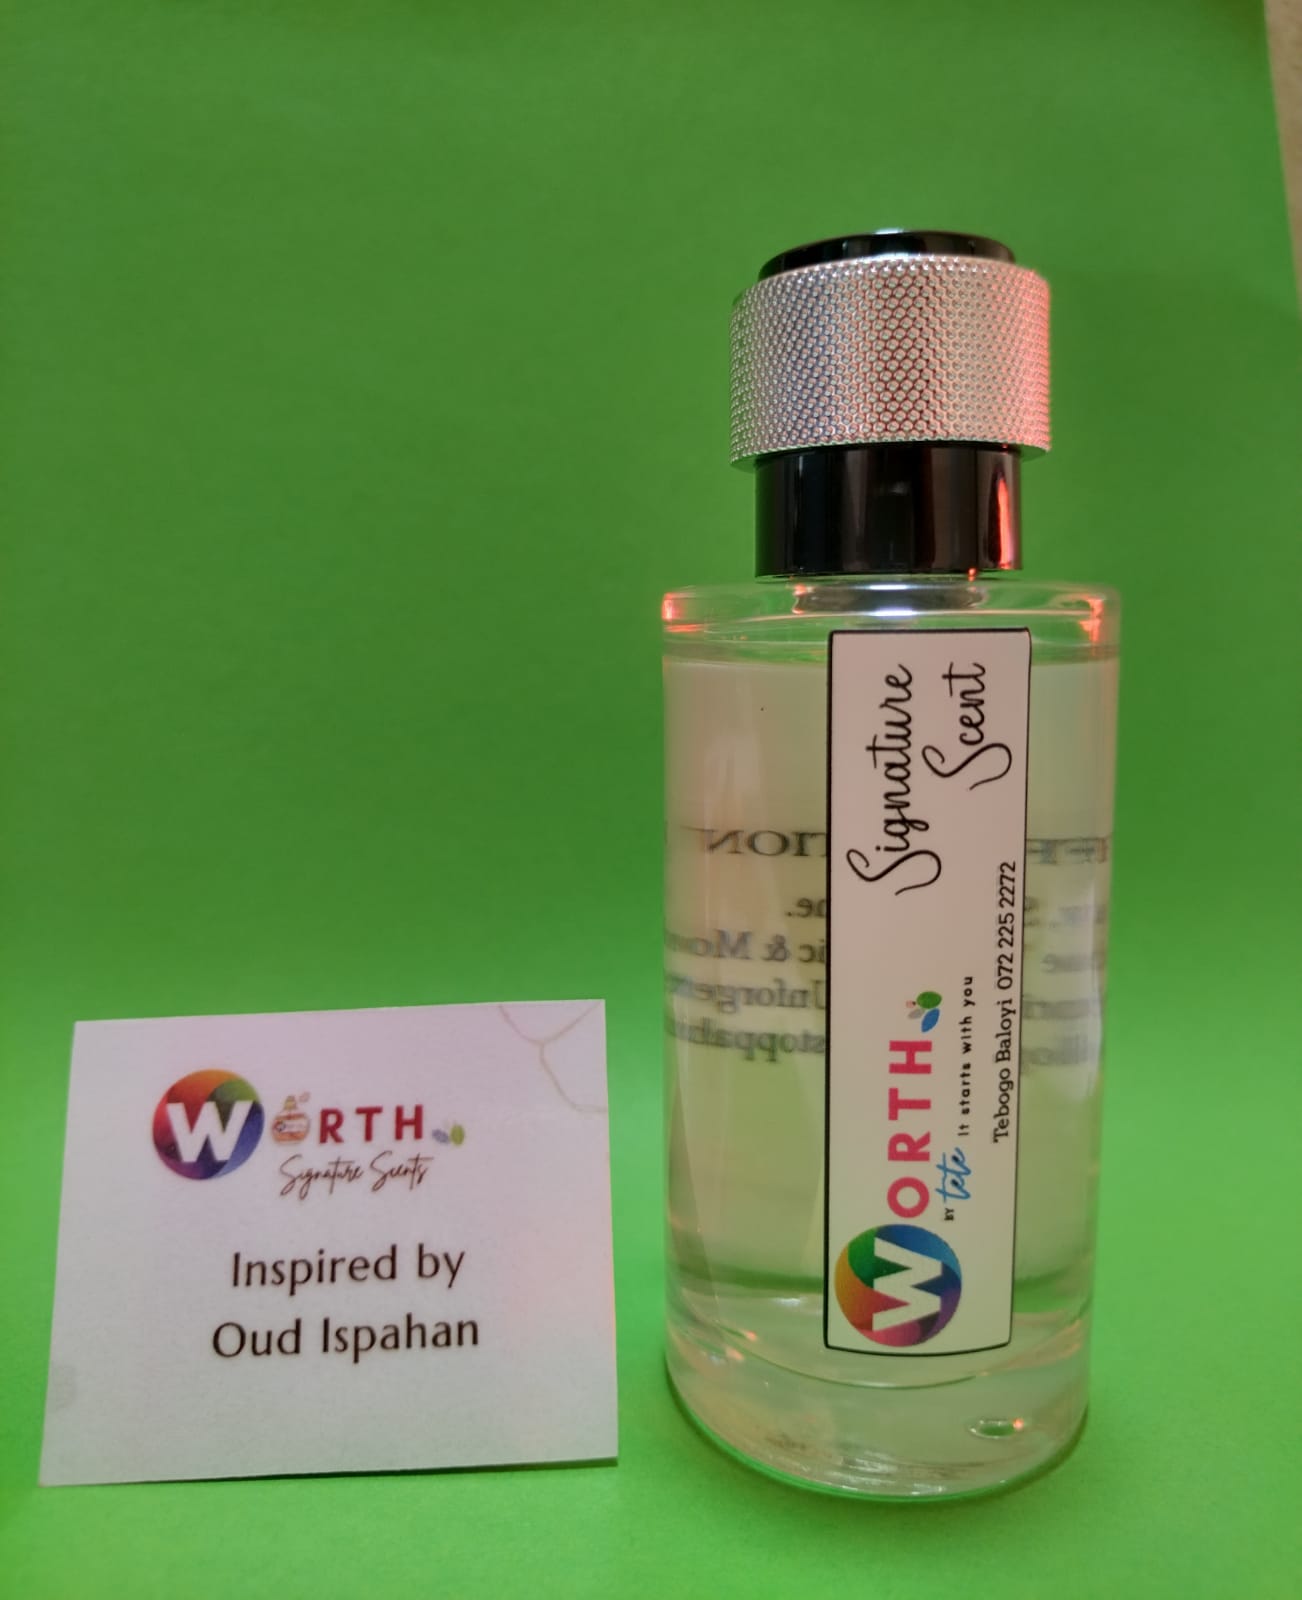 WORTH
Signature Scents
Inspired by
Oud Ispahan
Signature
Scent
WORTH
BY tete It starts with you
Tebogo Baloyi 072 225 2272